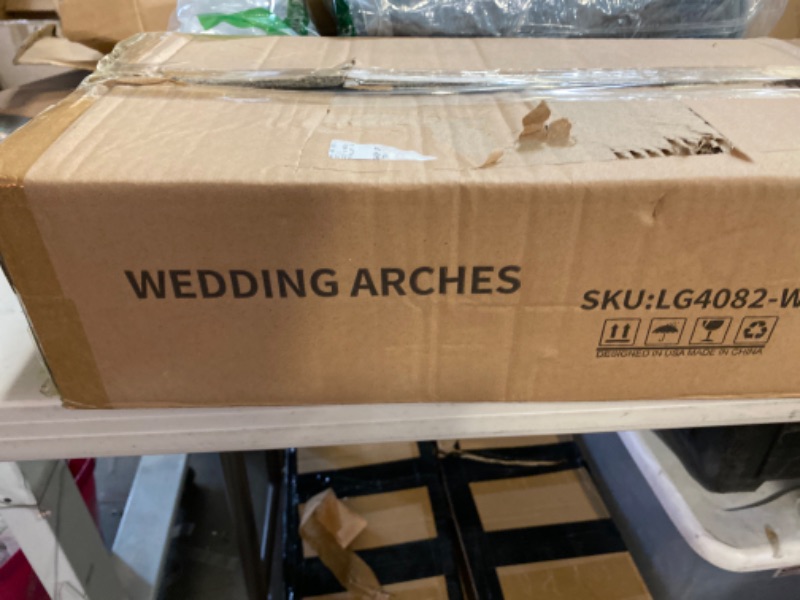 WEDDING ARCHES
SKU:LG4082-W
DESIGNED IN USA MADE IN CHINA